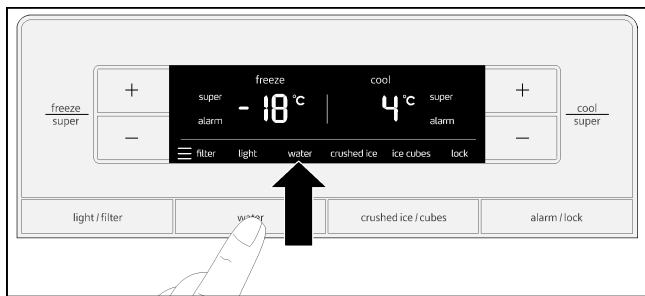 freeze cool
freeze
super
+
−
super
alarm
- 18 °C
4 °C
super
alarm
+
−
cool
super
filter light water crushed ice ice cubes lock
light / filter water crushed ice / cubes alarm / lock